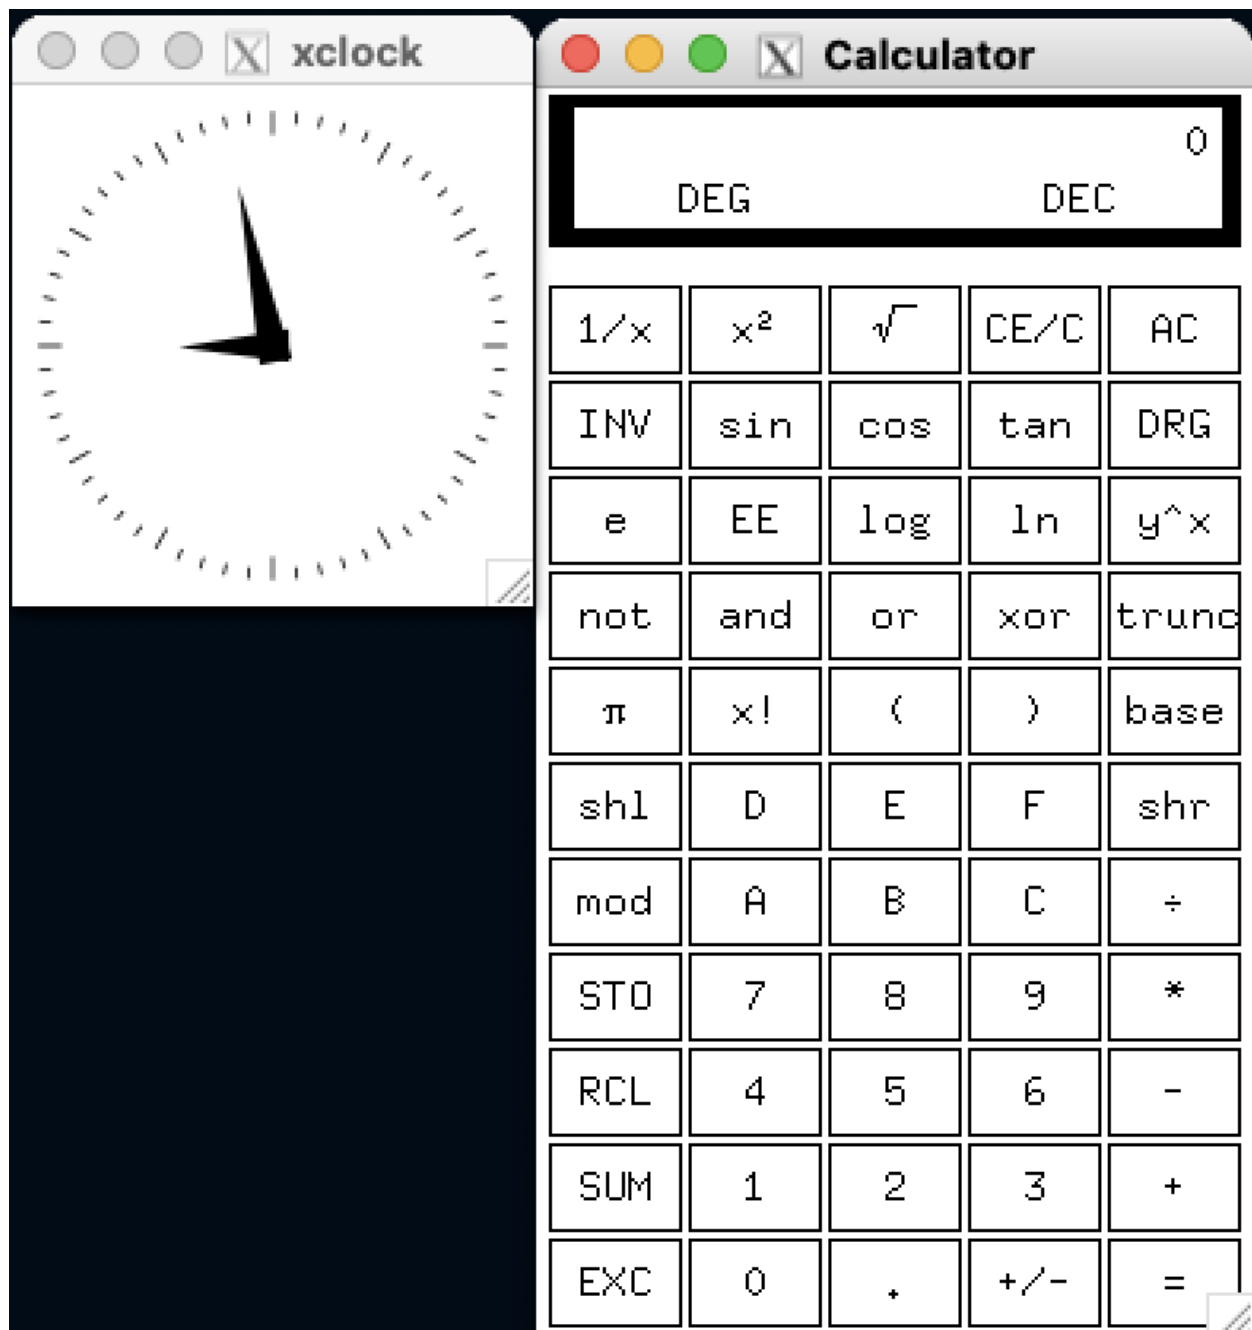 xclock
Calculator
0
DEG DEC
1/x x² √ CE/C AC
INV sin cos tan DRG
e EE log ln y^x
not and or xor trunc
π x! ( ) base
shl D E F shr
mod A B C ÷
STO 7 8 9 *
RCL 4 5 6 -
SUM 1 2 3 +
EXC 0 . +/- =